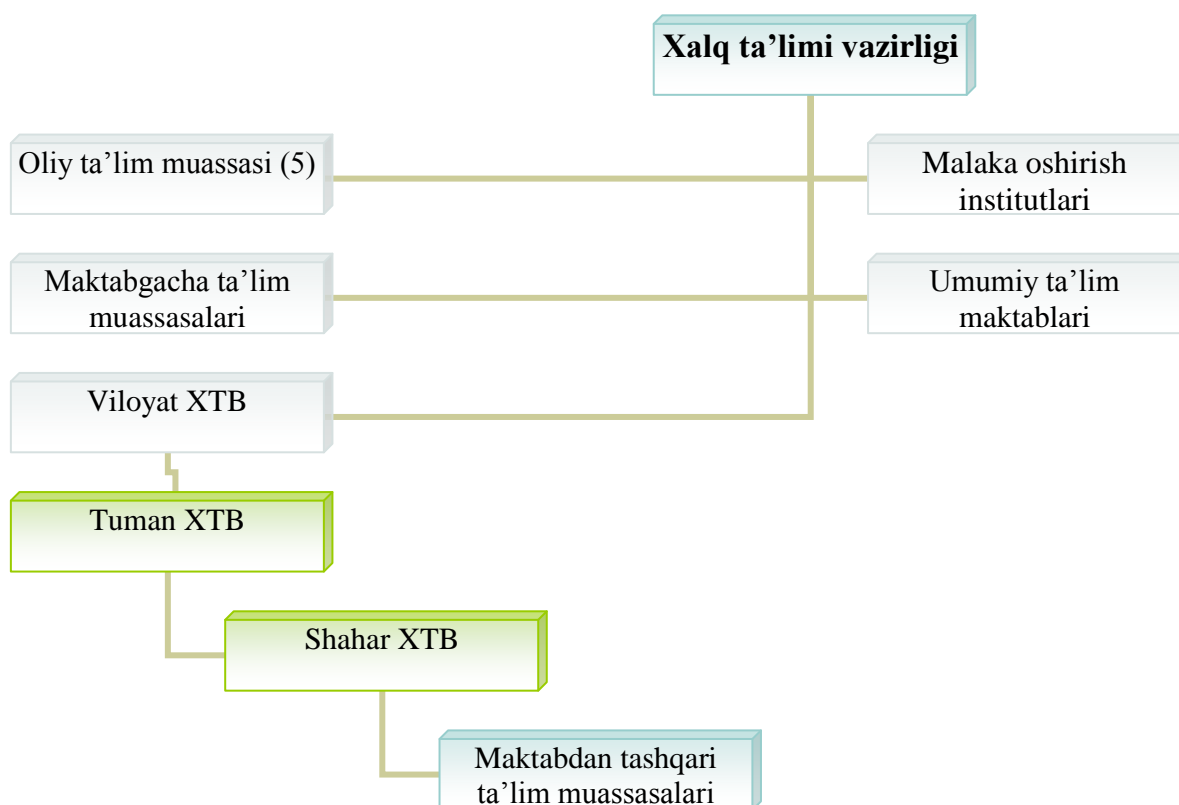 Xalq ta’limi vazirligi
Oliy ta’lim muassasi (5)
Malaka oshirish
institutlari
Maktabgacha ta’lim
muassasalari
Umumiy ta’lim
maktablari
Viloyat XTB
Tuman XTB
Shahar XTB
Maktabdan tashqari
ta’lim muassasalari